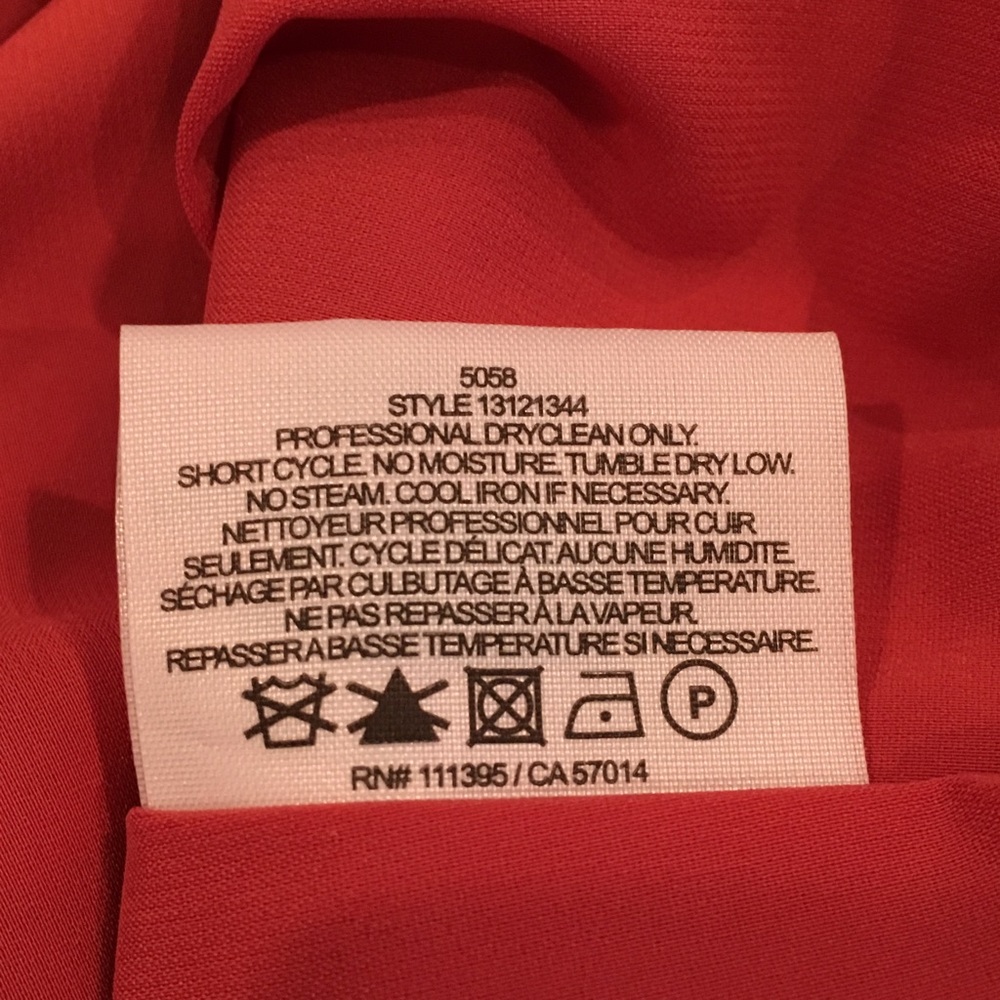 5058
STYLE 13121344
PROFESSIONAL DRYCLEAN ONLY.
SHORT CYCLE. NO MOISTURE. TUMBLE DRY LOW.
NO STEAM. COOL IRON IF NECESSARY.
NETTOYEUR PROFESSIONNEL POUR CUIR
SEULEMENT. CYCLE DÉLICAT. AUCUNE HUMIDITE.
SÉCHAGE PAR CULBUTAGE À BASSE TEMPERATURE.
NE PAS REPASSER À LA VAPEUR.
REPASSER A BASSE TEMPERATURE SI NECESSAIRE.
P
RN# 111395 / CA 57014